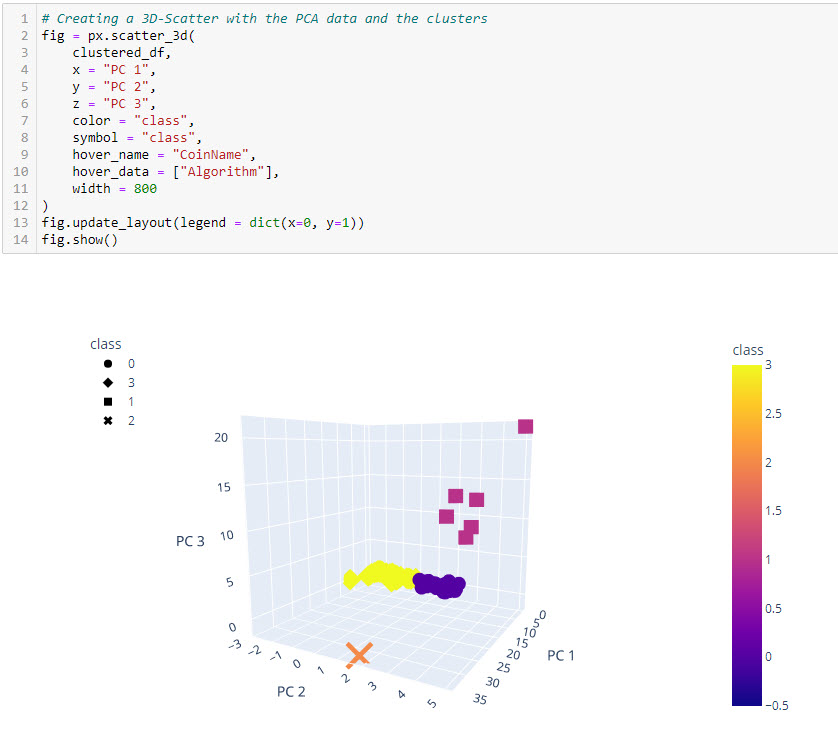 1 # Creating a 3D-Scatter with the PCA data and the clusters
2 fig = px.scatter_3d(
3 clustered_df,
4 x = "PC 1",
5 y = "PC 2",
6 z = "PC 3",
7 color = "class",
8 symbol = "class",
9 hover_name = "CoinName",
10 hover_data = ["Algorithm"],
11 width = 800
12 )
13 fig.update_layout(legend = dict(x=0, y=1))
14 fig.show()
class
0
3
1
2
20
15
PC 3
10
5
0
-3
-2
-1
0
1
2
3
4
5
PC 2
0
5
10
15
20
25
30
35
PC 1
class
3
2.5
2
1.5
1
0.5
0
−0.5